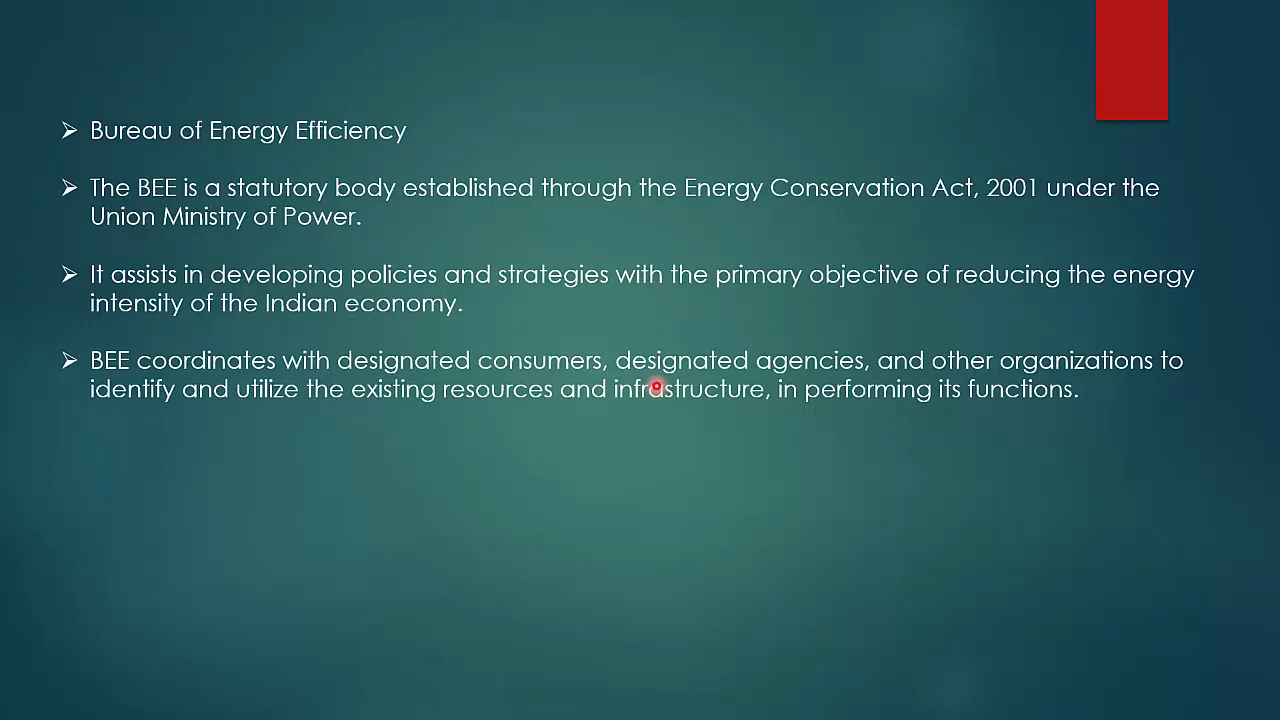 Bureau of Energy Efficiency
The BEE is a statutory body established through the Energy Conservation Act, 2001 under the
Union Ministry of Power.
It assists in developing policies and strategies with the primary objective of reducing the energy
intensity of the Indian economy.
BEE coordinates with designated consumers, designated agencies, and other organizations to
identify and utilize the existing resources and infrastructure, in performing its functions.